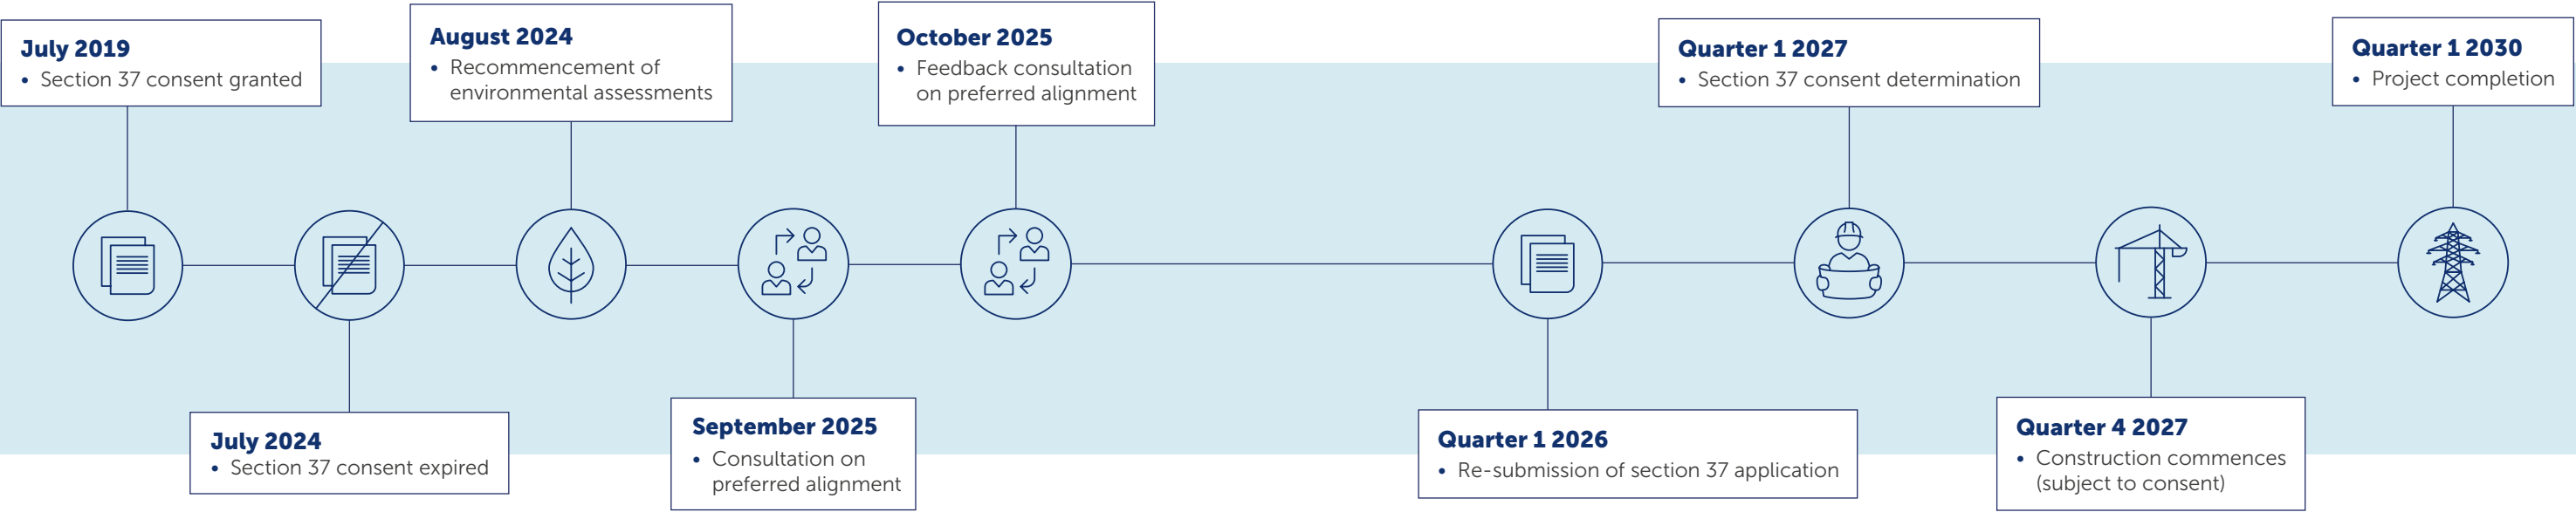 July 2019
• Section 37 consent granted
July 2024
• Section 37 consent expired
August 2024
• Recommencement of
environmental assessments
September 2025
• Consultation on
preferred alignment
October 2025
• Feedback consultation
on preferred alignment
Quarter 1 2026
• Re-submission of section 37 application
Quarter 1 2027
• Section 37 consent determination
Quarter 4 2027
• Construction commences
(subject to consent)
Quarter 1 2030
• Project completion